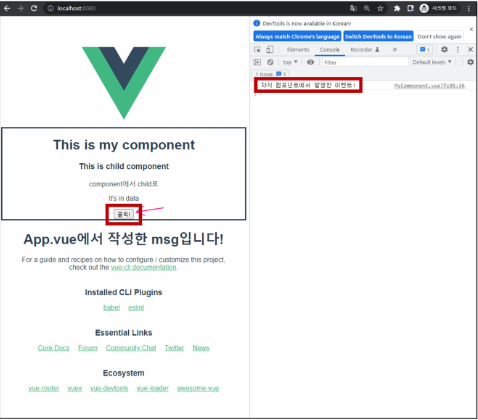 localhost:8080
시크릿 모드
DevTools is now available in Korean!
Always match Chrome's language
Switch DevTools to Korean
Don't show again
Elements
Console
Recorder
1
top
Filter
Default levels
1 Issue: 1
자식 컴포넌트에서 발생한 이벤트!
This is my component
This is child component
component에서 child로
It's in data
클릭!
App.vue에서 작성한 msg입니다!
For a guide and recipes on how to configure / customize this project,
check out the vue-cli documentation.
Installed CLI Plugins
babel eslint
Essential Links
Core Docs Forum Community Chat Twitter News
Ecosystem
vue-router vuex vue-devtools vue-loader awesome-vue